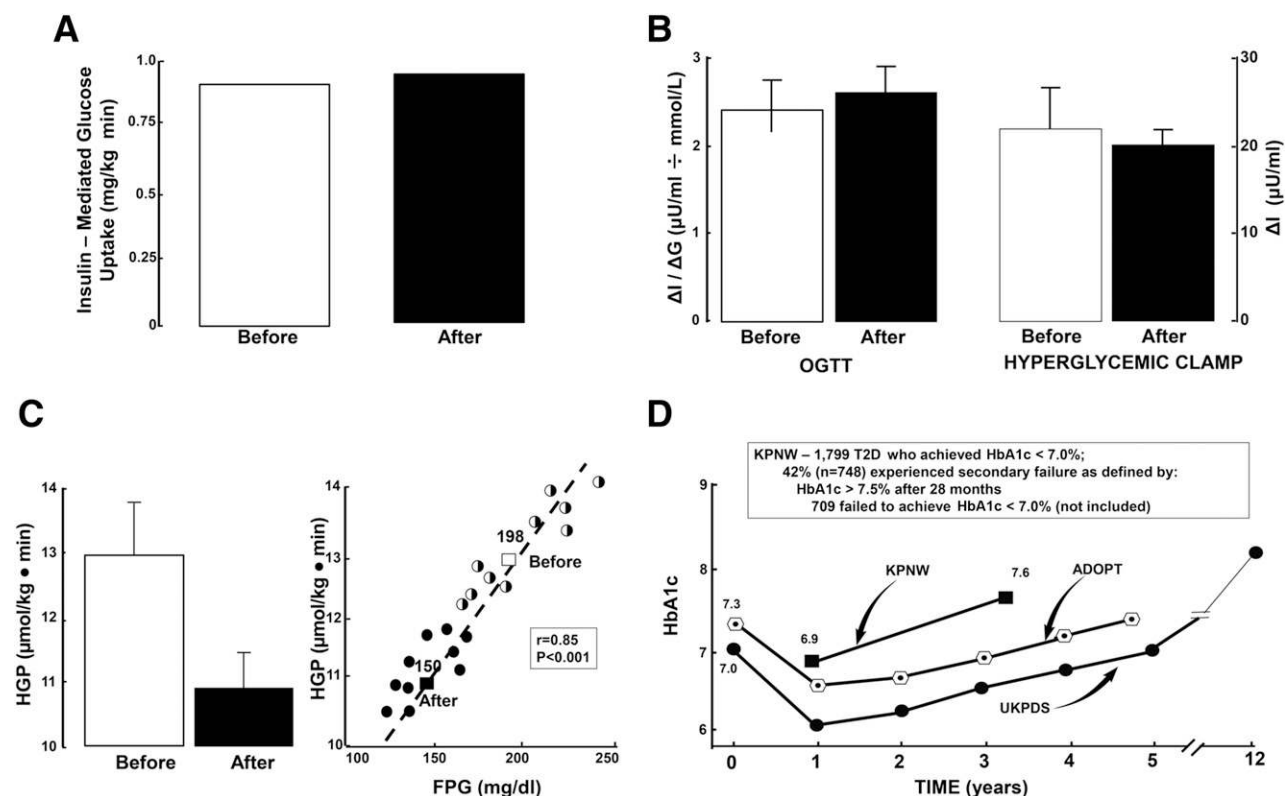 A
Insulin – Mediated Glucose
Uptake (mg/kg min)
1.0
0.75
0.5
0.25
0
Before
After
B
ΔI / ΔG (µU/ml ÷ mmol/L)
3
2
1
0
Before
After
OGTT
Before
After
HYPERGLYCEMIC CLAMP
30
20
10
0
ΔI (µU/ml)
C
HGP (µmol/kg • min)
14
13
12
11
10
Before
After
HGP (µmol/kg • min)
14
13
12
11
10
198
Before
r=0.85
P<0.001
150
After
100
150
200
250
FPG (mg/dl)
D
KPNW – 1,799 T2D who achieved HbA1c < 7.0%;
42% (n=748) experienced secondary failure as defined by:
HbA1c > 7.5% after 28 months
709 failed to achieve HbA1c < 7.0% (not included)
HbA1c
9
8
7
6
KPNW
7.6
ADOPT
7.3
6.9
7.0
UKPDS
0
1
2
3
4
5
12
TIME (years)